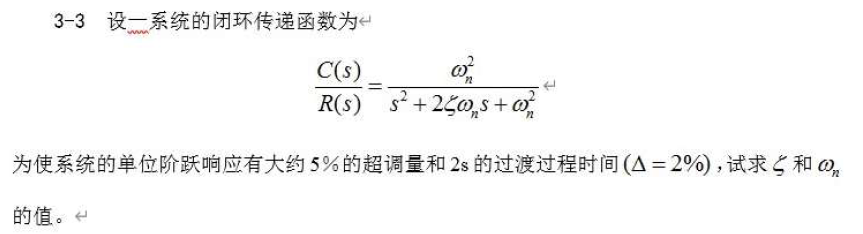 3-3 设一系统的闭环传递函数为↵
C(s)/R(s) = ω_n^2/(s^2+2ζω_n s+ω_n^2) ↵
为使系统的单位阶跃响应有大约5%的超调量和2s的过渡过程时间(Δ=2%),试求ζ和ω_n
的值。↵